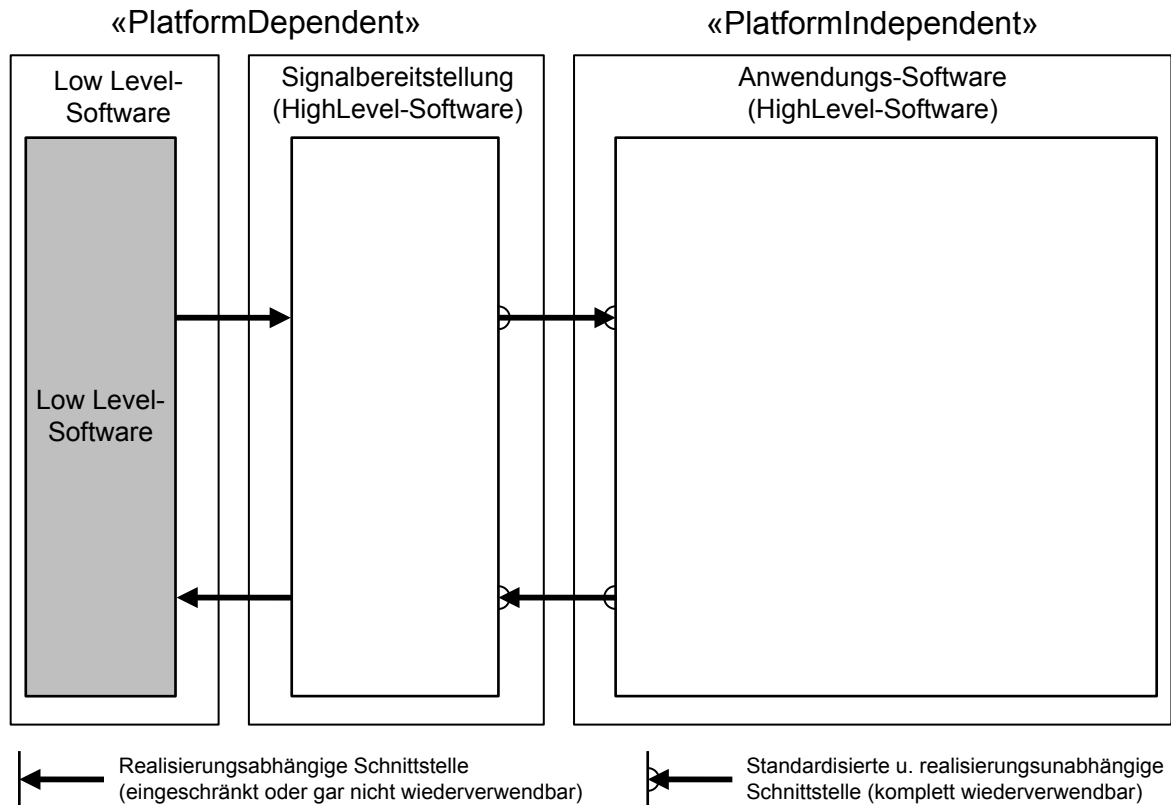 «PlatformDependent»
«PlatformIndependent»
Low Level-
Software
Signalbereitstellung
(HighLevel-Software)
Anwendungs-Software
(HighLevel-Software)
Low Level-
Software
Realisierungsabhängige Schnittstelle
(eingeschränkt oder gar nicht wiederverwendbar)
Standardisierte u. realisierungsunabhängige
Schnittstelle (komplett wiederverwendbar)